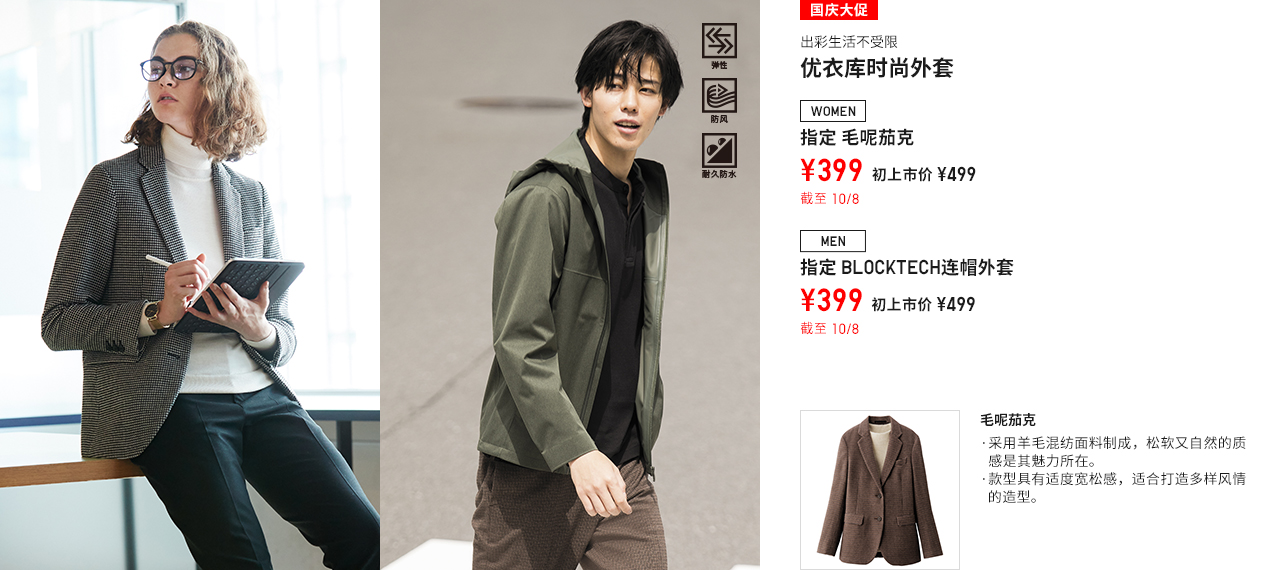 弹性
防风
耐久防水
国庆大促
出彩生活不受限
优衣库时尚外套
WOMEN
指定 毛呢茄克
¥399 初上市价 ¥499
截至 10/8
MEN
指定 BLOCKTECH连帽外套
¥399 初上市价 ¥499
截至 10/8
毛呢茄克
·采用羊毛混纺面料制成，松软又自然的质
感是其魅力所在。
·款型具有适度宽松感，适合打造多样风情
的造型。